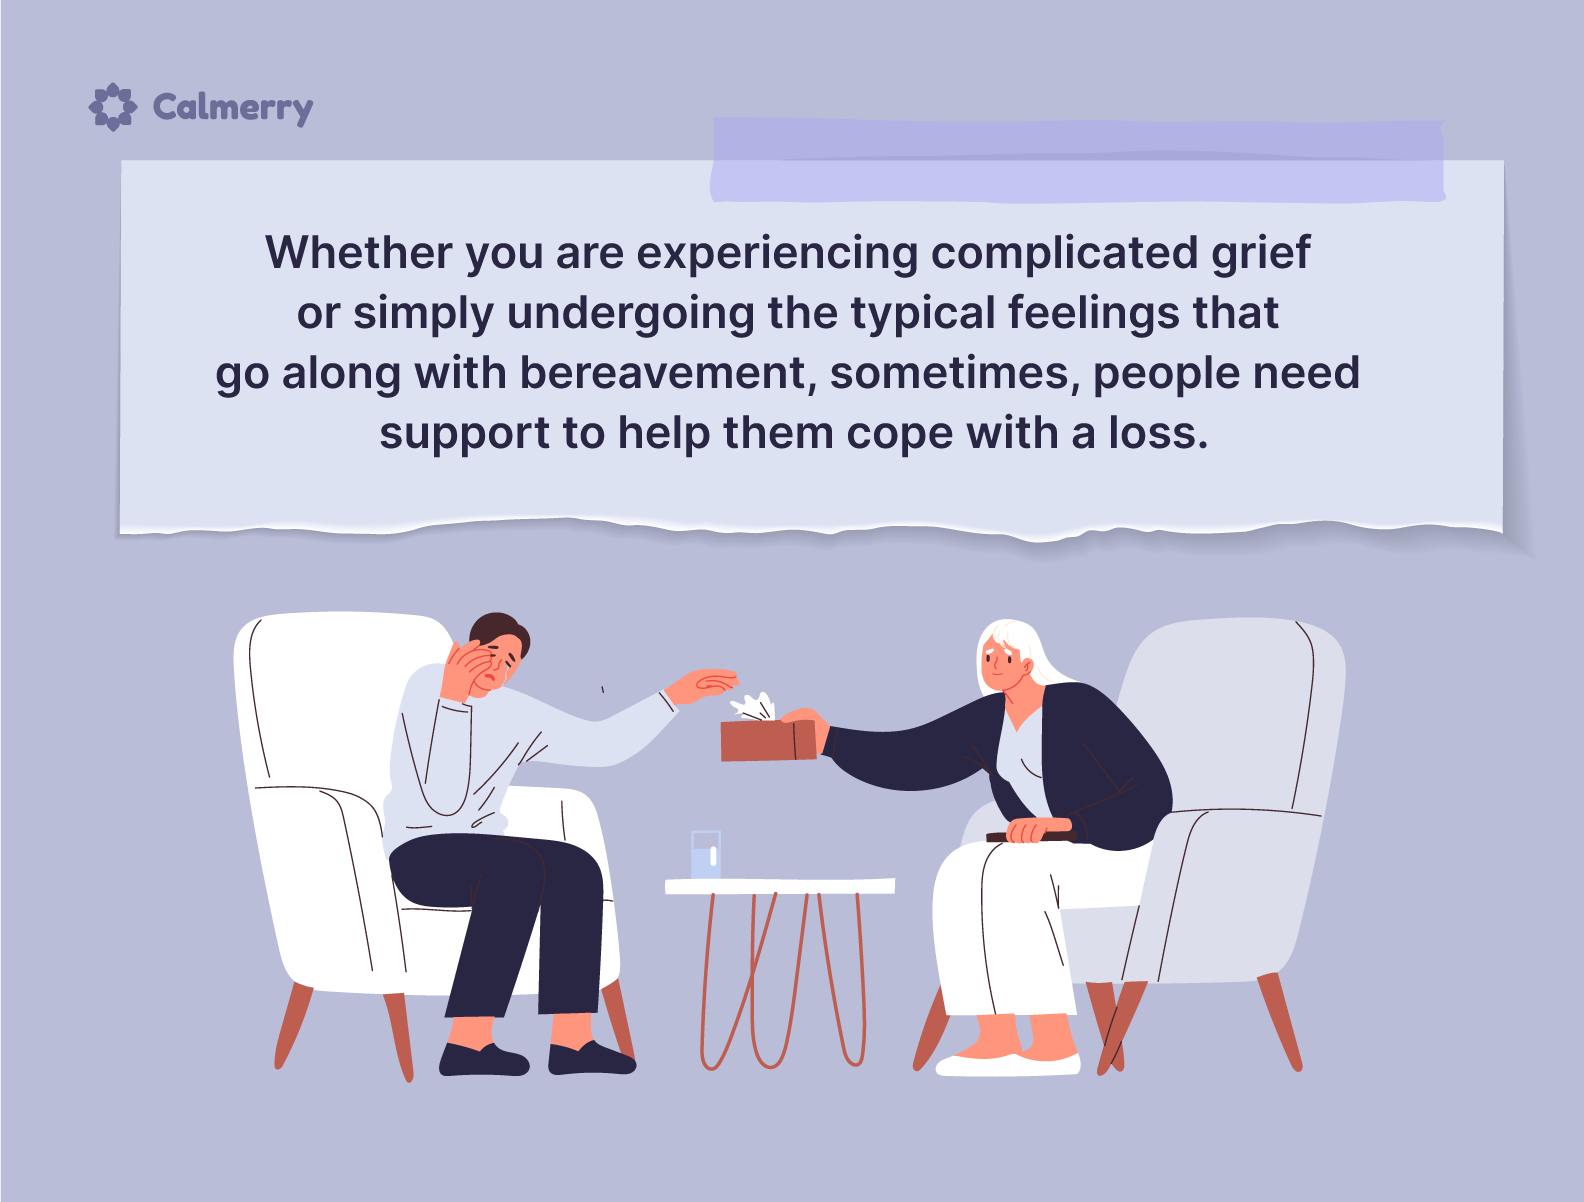 Calmerry
Whether you are experiencing complicated grief
or simply undergoing the typical feelings that
go along with bereavement, sometimes, people need
support to help them cope with a loss.